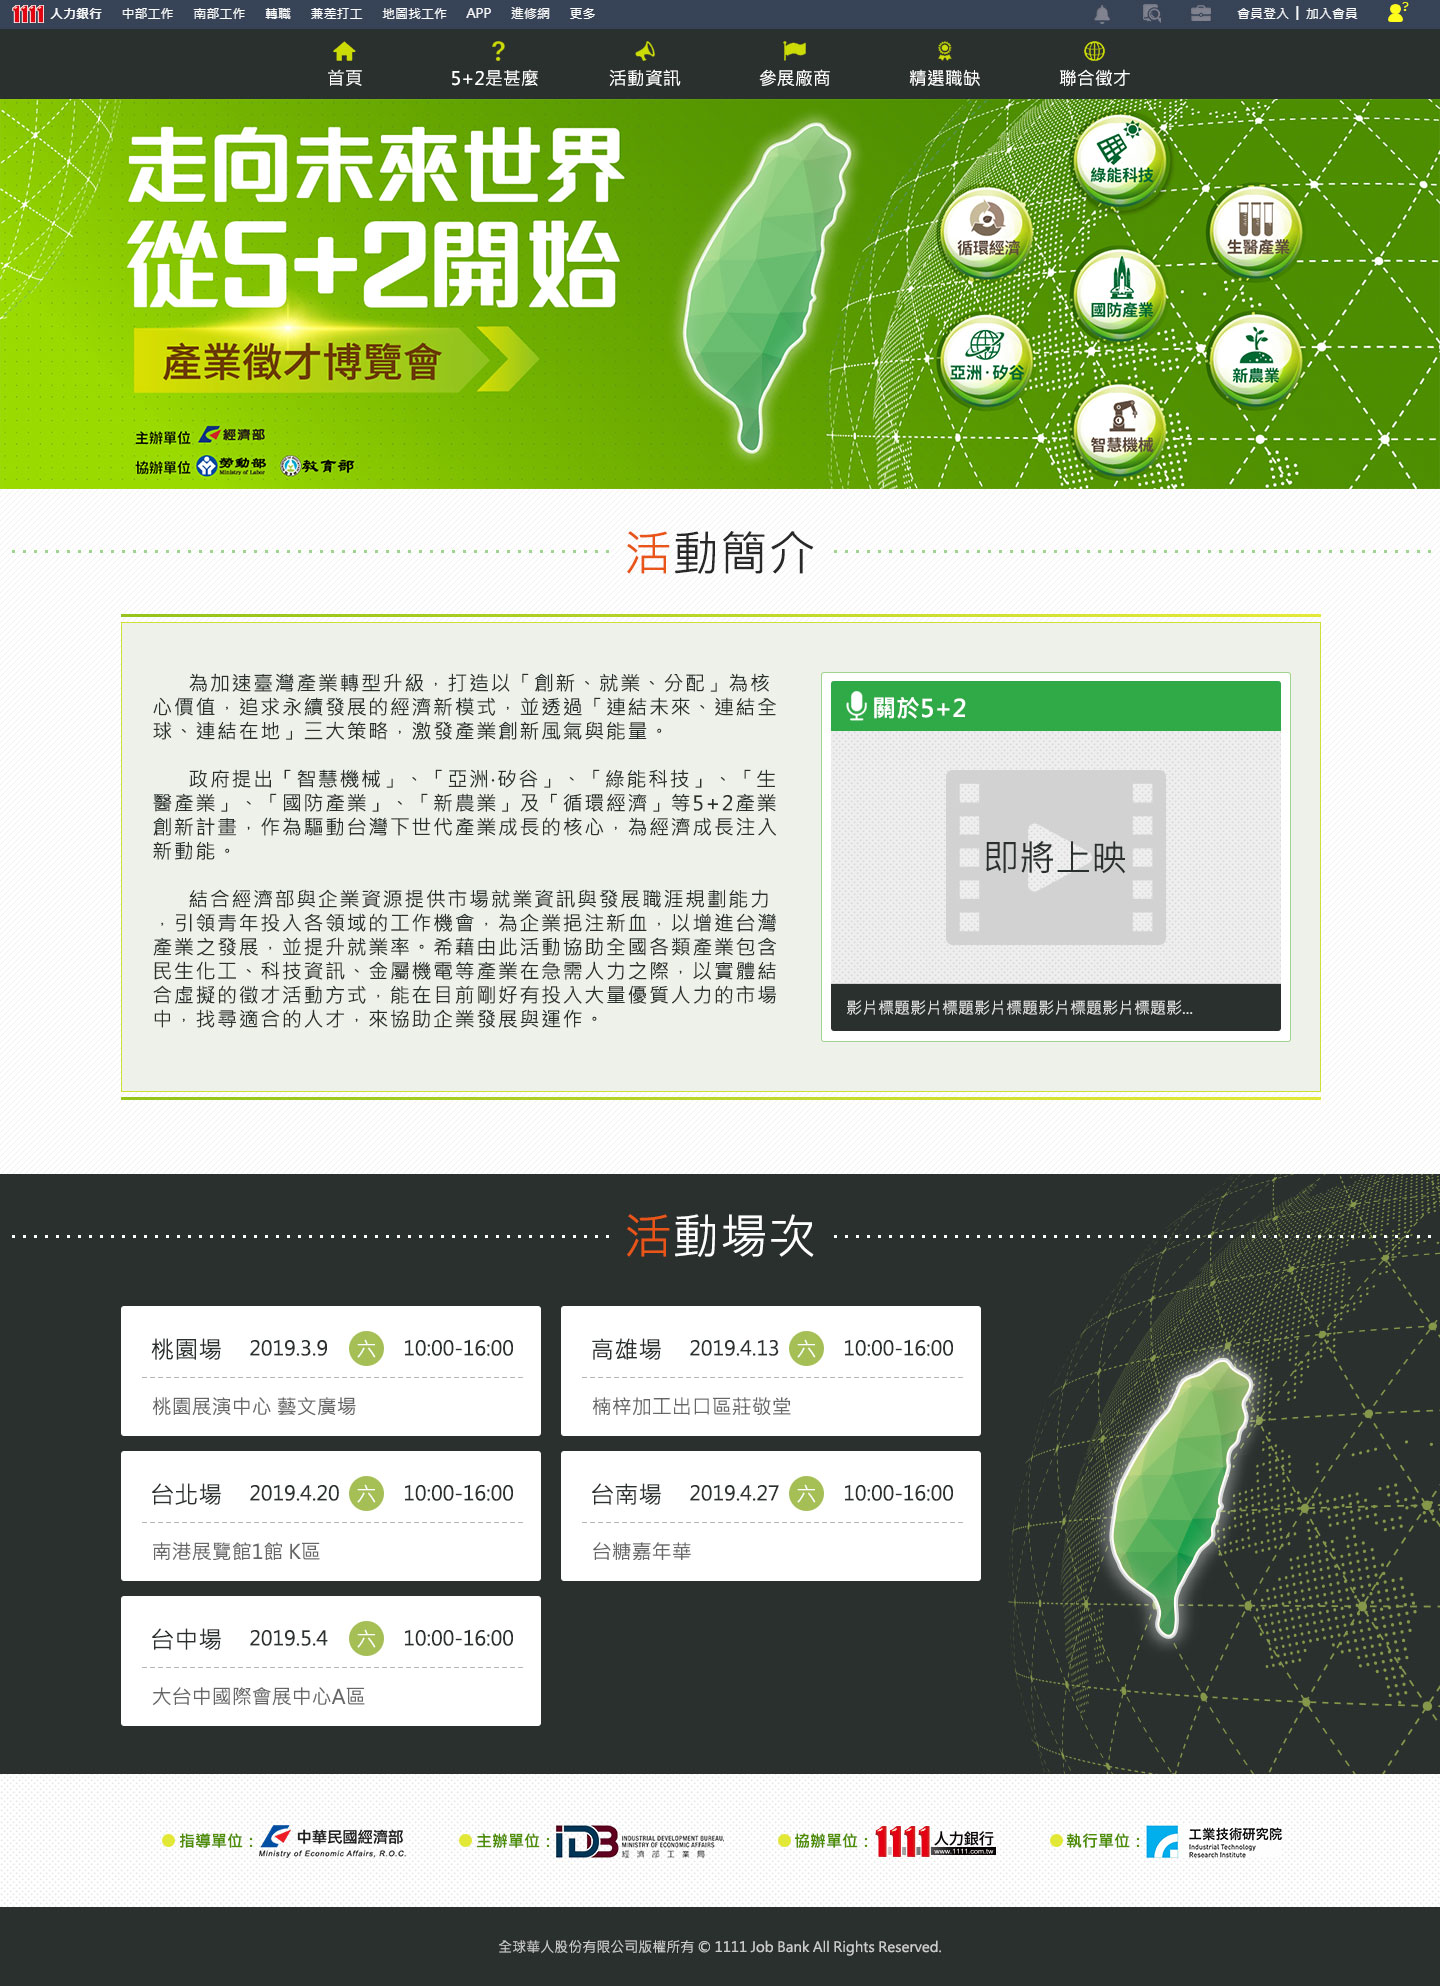 1111 人力銀行 中部工作 南部工作 轉職 兼差打工 地圖找工作 APP 進修網 更多 會員登入 | 加入會員
首頁 5+2是甚麼 活動資訊 參展廠商 精選職缺 聯合徵才
走向未來世界
從5+2開始
產業徵才博覽會
主辦單位 經濟部
協辦單位 勞動部 Ministry of Labor 教育部
綠能科技
循環經濟
生醫產業
國防產業
亞洲·矽谷
新農業
智慧機械
活動簡介
為加速臺灣產業轉型升級，打造以「創新、就業、分配」為核
心價值，追求永續發展的經濟新模式，並透過「連結未來、連結全
球、連結在地」三大策略，激發產業創新風氣與能量。
政府提出「智慧機械」、「亞洲·矽谷」、「綠能科技」、「生
醫產業」、「國防產業」、「新農業」及「循環經濟」等5+2產業
創新計畫，作為驅動台灣下世代產業成長的核心，為經濟成長注入
新動能。
結合經濟部與企業資源提供市場就業資訊與發展職涯規劃能力
，引領青年投入各領域的工作機會，為企業挹注新血，以增進台灣
產業之發展，並提升就業率。希藉由此活動協助全國各類產業包含
民生化工、科技資訊、金屬機電等產業在急需人力之際，以實體結
合虛擬的徵才活動方式，能在目前剛好有投入大量優質人力的市場
中，找尋適合的人才，來協助企業發展與運作。
關於5+2
即將上映
影片標題影片標題影片標題影片標題影片標題影...
活動場次
桃園場 2019.3.9 六 10:00-16:00
桃園展演中心 藝文廣場
高雄場 2019.4.13 六 10:00-16:00
楠梓加工出口區莊敬堂
台北場 2019.4.20 六 10:00-16:00
南港展覽館1館 K區
台南場 2019.4.27 六 10:00-16:00
台糖嘉年華
台中場 2019.5.4 六 10:00-16:00
大台中國際會展中心A區
指導單位：中華民國經濟部
Ministry of Economic Affairs, R.O.C.
主辦單位：IDB INDUSTRIAL DEVELOPMENT BUREAU,
MINISTRY OF ECONOMIC AFFAIRS
經濟部工業局
協辦單位：1111 人力銀行
www.1111.com.tw
執行單位：工業技術研究院
Industrial Technology
Research Institute
全球華人股份有限公司版權所有 © 1111 Job Bank All Rights Reserved.